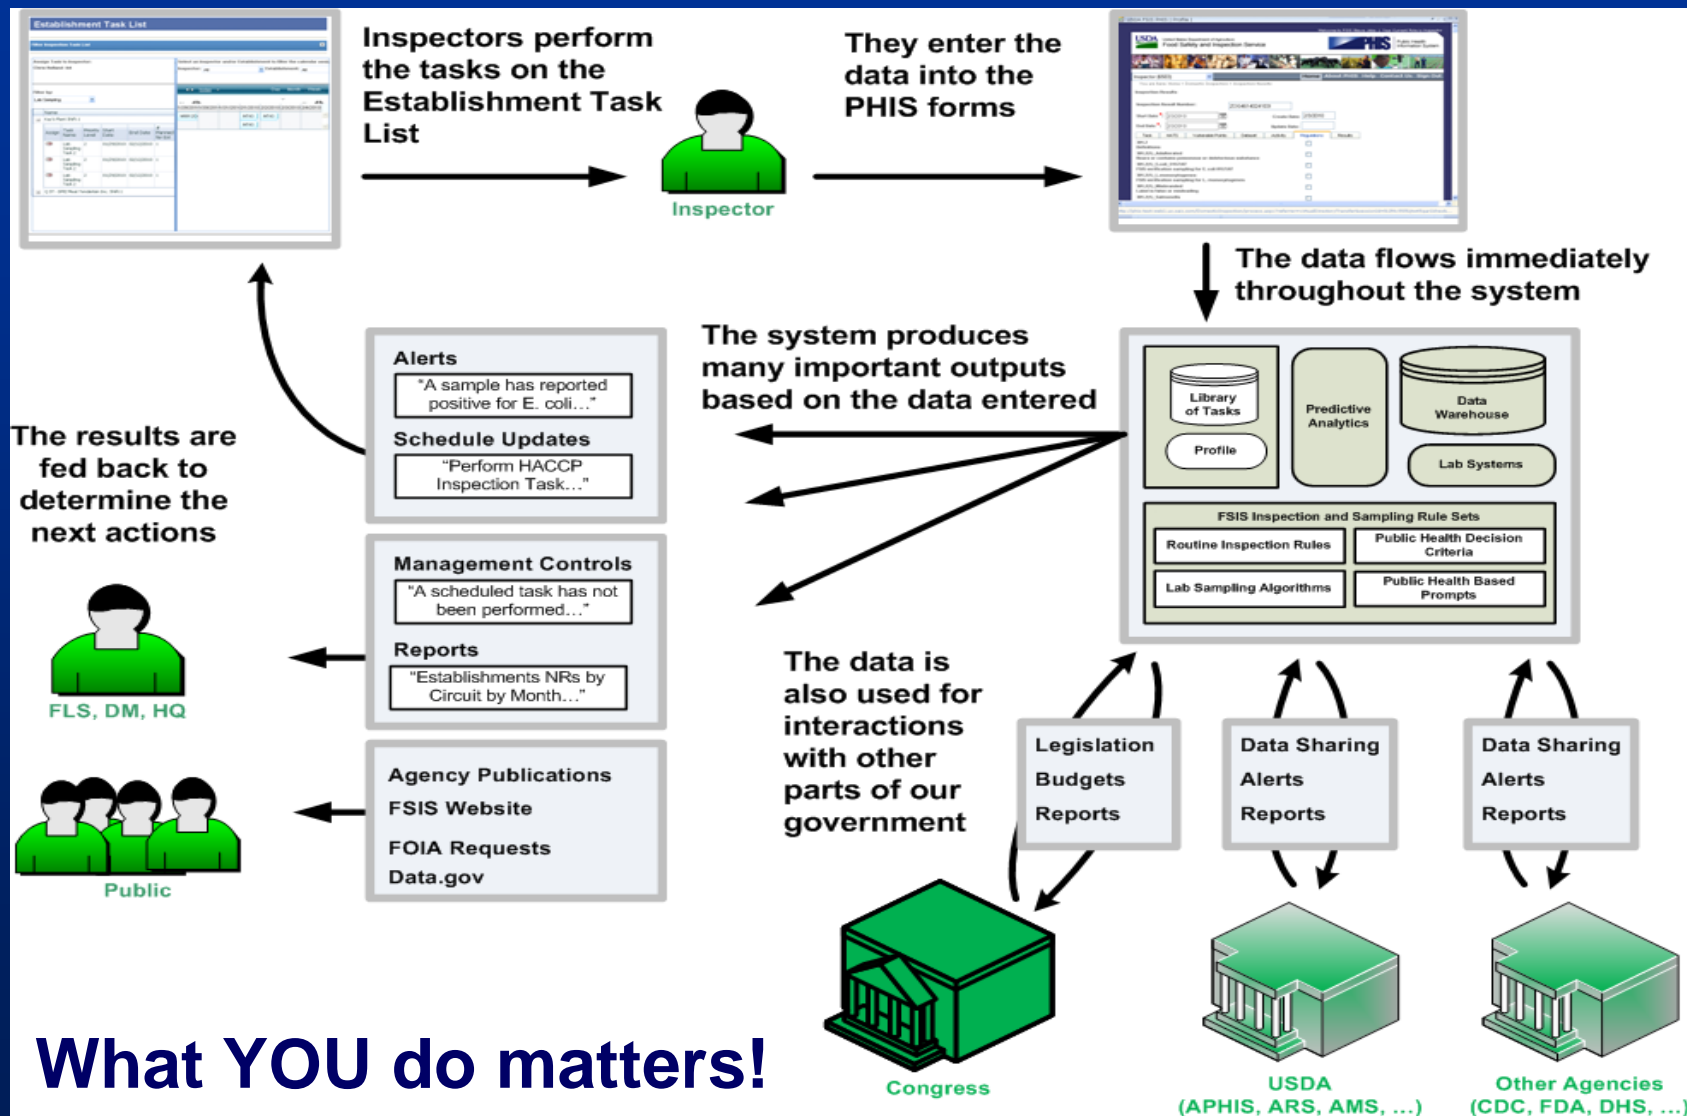 Establishment Task List
Inspectors perform
the tasks on the
Establishment Task
List
Inspector
They enter the
data into the
PHIS forms
USDA
Food Safety and Inspection Service
PHIS
The data flows immediately
throughout the system
Library
of Tasks
Profile
Predictive
Analytics
Data
Warehouse
Lab Systems
FSIS Inspection and Sampling Rule Sets
Routine Inspection Rules
Public Health Decision
Criteria
Lab Sampling Algorithms
Public Health Based
Prompts
The system produces
many important outputs
based on the data entered
Alerts
"A sample has reported
positive for E. coli..."
Schedule Updates
"Perform HACCP
Inspection Task..."
Management Controls
"A scheduled task has not
been performed..."
Reports
"Establishments NRs by
Circuit by Month..."
Agency Publications
FSIS Website
FOIA Requests
Data.gov
The results are
fed back to
determine the
next actions
FLS, DM, HQ
Public
The data is
also used for
interactions
with other
parts of our
government
Legislation
Budgets
Reports
Data Sharing
Alerts
Reports
Data Sharing
Alerts
Reports
Congress
USDA
(APHIS, ARS, AMS, ...)
Other Agencies
(CDC, FDA, DHS, ...)
What YOU do matters!